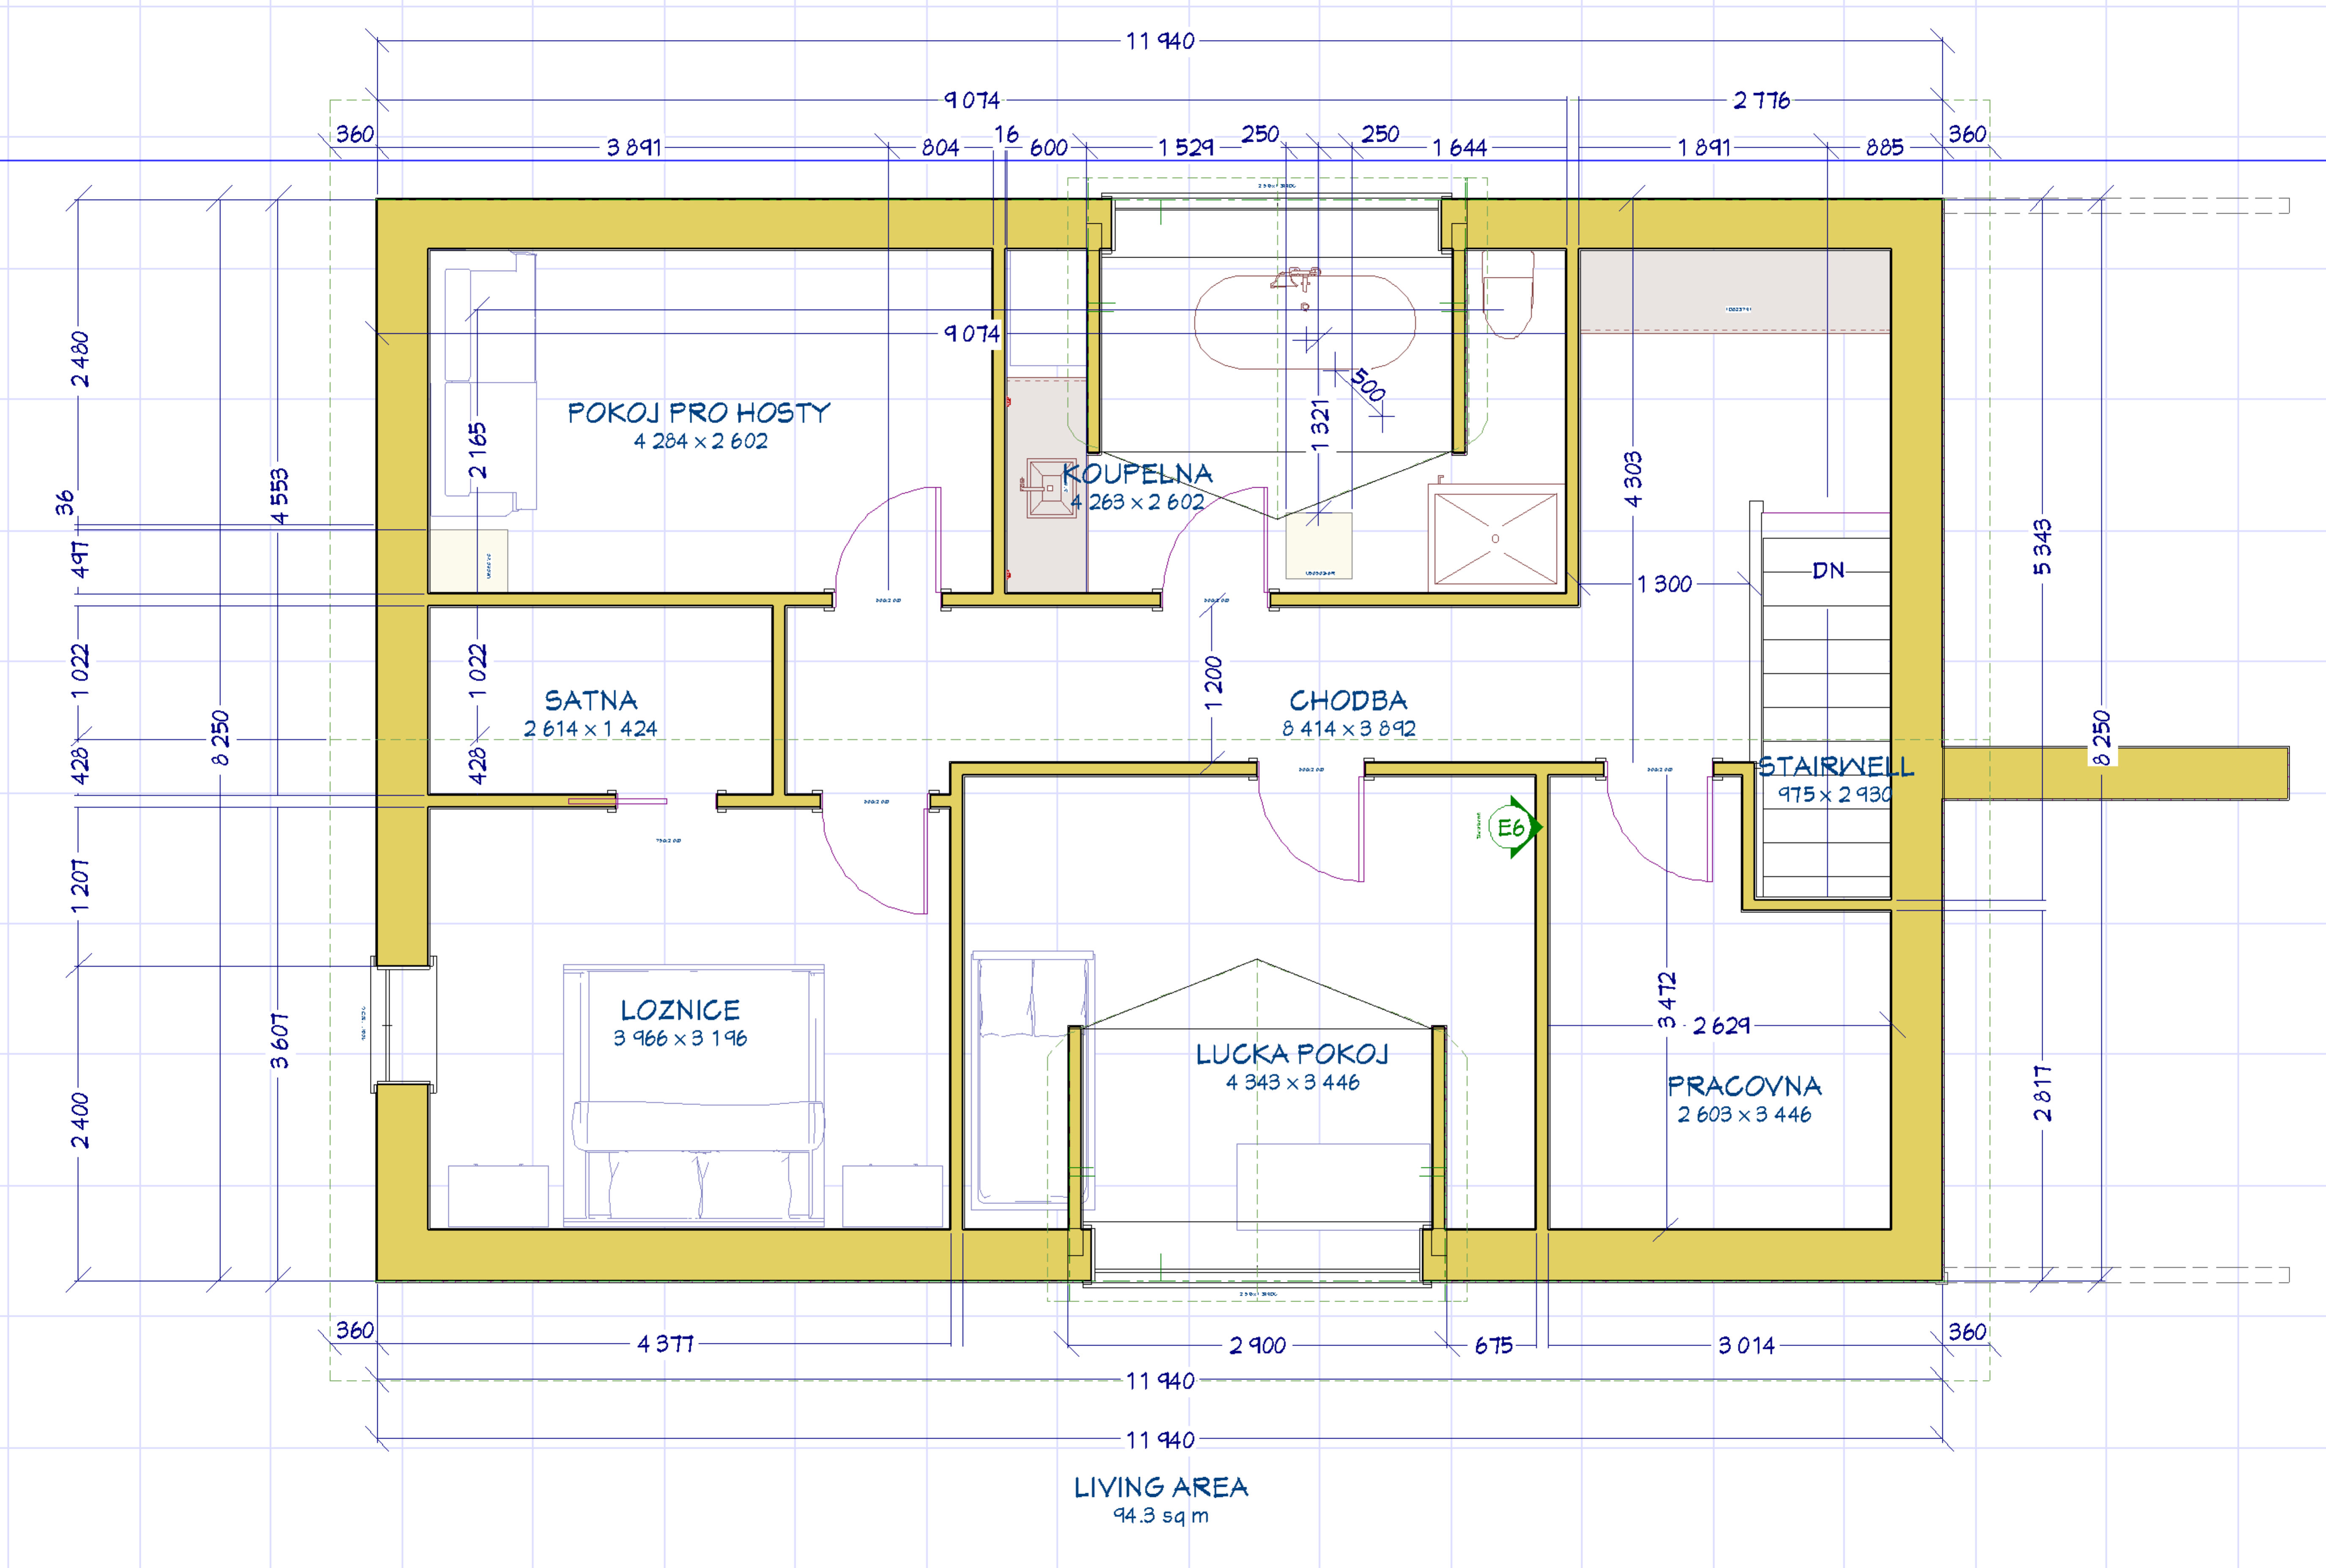 11 940
9 074
2 776
360
3 891
804
16
600
1 529
250
250
1 644
1 891
885
360
9 074
2 480
36
497
1 022
428
1 207
2 400
8 250
4 553
3 607
2 165
1 022
428
POKOJ PRO HOSTY
4 284 x 2 602
KOUPELNA
4 263 x 2 602
500
1 321
4 303
1 300
DN
5 343
8 250
2 817
SATNA
2 614 x 1 424
1 200
CHODBA
8 414 x 3 892
STAIRWELL
975 x 2 930
E6
LOZNICE
3 966 x 3 196
LUCKA POKOJ
4 343 x 3 446
3 472
2 629
PRACOVNA
2 603 x 3 446
360
4 377
2 900
675
3 014
360
11 940
11 940
LIVING AREA
94.3 sq m